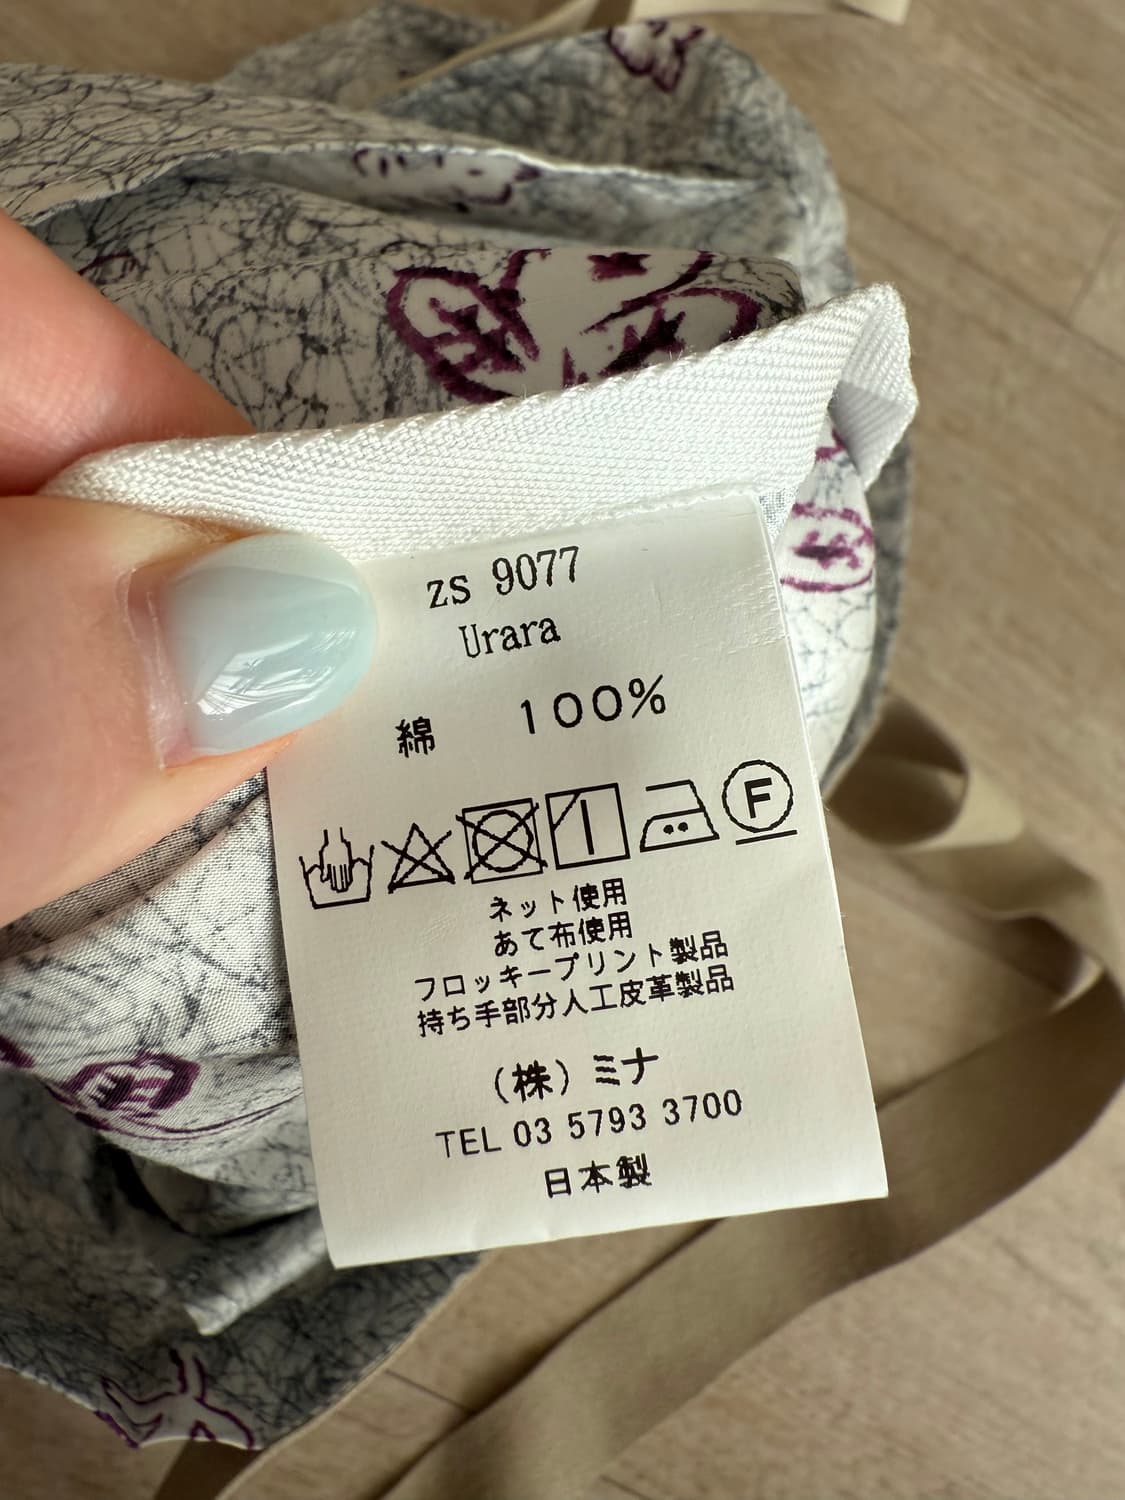 zs 9077
Urara
綿 100%
F
ネット使用
あて布使用
フロッキープリント製品
持ち手部分人工皮革製品
(株) ミナ
TEL 03 5793 3700
日本製